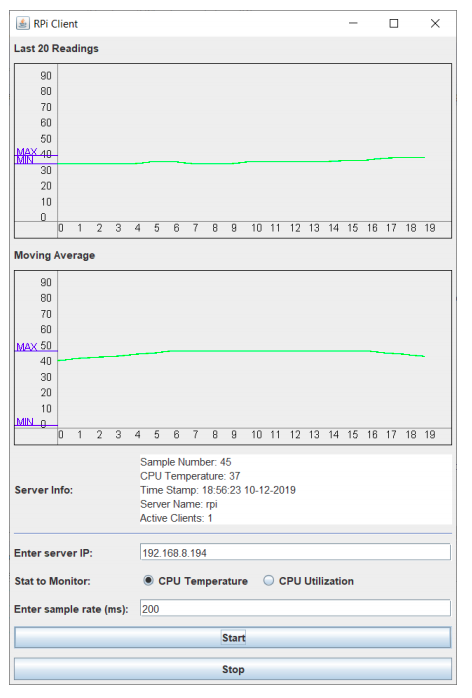 RPi Client
Last 20 Readings
90
80
70
60
50
MAX 40
MIN 30
20
10
0
0 1 2 3 4 5 6 7 8 9 10 11 12 13 14 15 16 17 18 19
Moving Average
90
80
70
60
MAX 50
40
30
20
10
MIN 0
0 1 2 3 4 5 6 7 8 9 10 11 12 13 14 15 16 17 18 19
Sample Number: 45
CPU Temperature: 37
Server Info: Time Stamp: 18:56:23 10-12-2019
Server Name: rpi
Active Clients: 1
Enter server IP: 192.168.8.194
Stat to Monitor: CPU Temperature CPU Utilization
Enter sample rate (ms): 200
Start
Stop